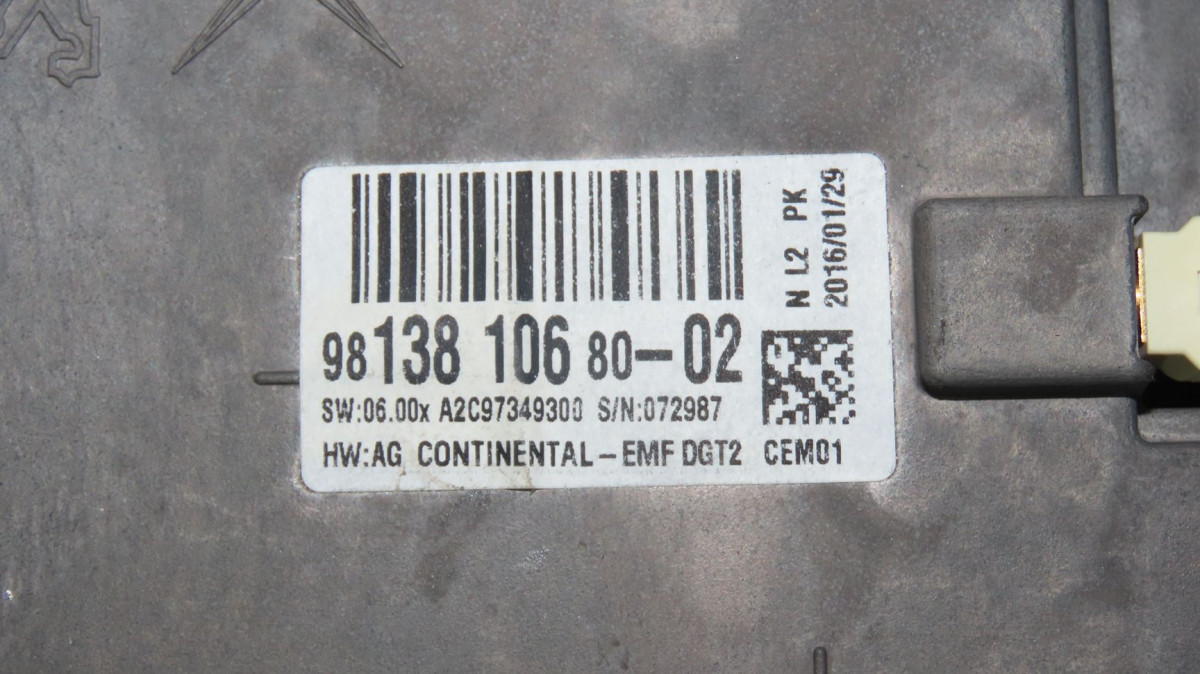 N L2 PK
2016/01/29
98 138 106 80-02
SW:06.00x A2C97349300 S/N:072987
HW:AG CONTINENTAL-EMF DGT2 CEM01